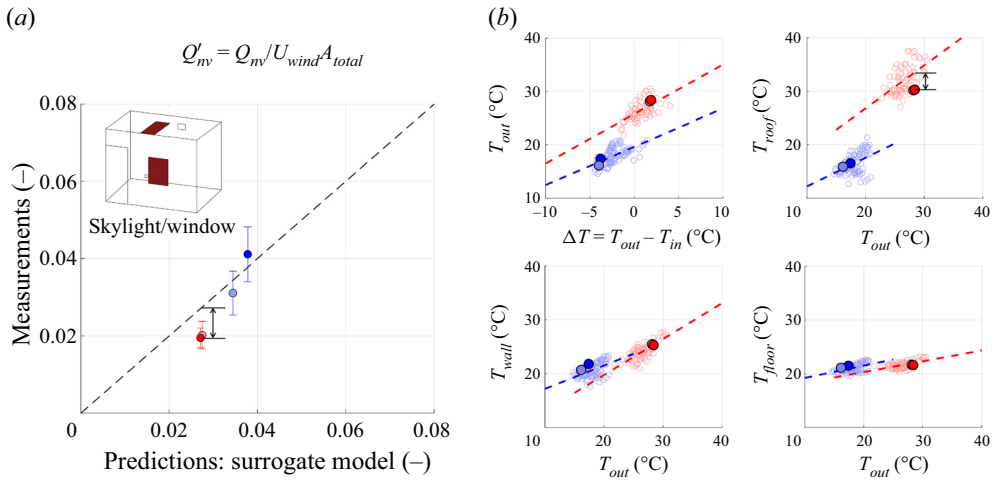 (a)
Q′nv = Qnv/UwindAtotal
0.08
0.06
0.04
0.02
0
0.02
0.04
0.06
0.08
Measurements (–)
Skylight/window
Predictions: surrogate model (–)
(b)
40
30
20
10
–10
–5
0
5
10
Tout (°C)
ΔT = Tout – Tin (°C)
40
30
20
10
10
20
30
40
Troof (°C)
Tout (°C)
40
30
20
10
20
30
40
Twall (°C)
Tout (°C)
40
30
20
10
20
30
40
Tfloor (°C)
Tout (°C)